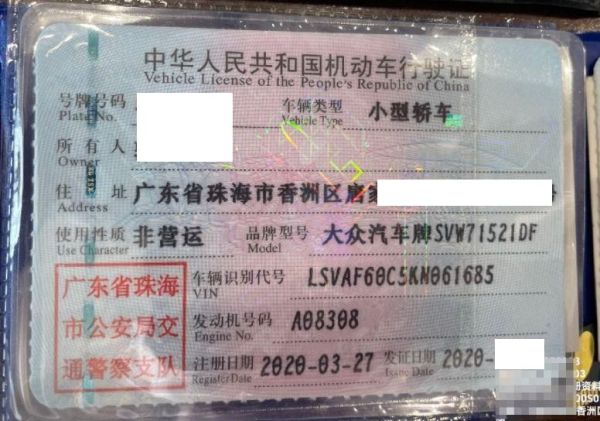 中华人民共和国机动车行驶证
Vehicle License of the People's Republic of China
号牌号码 车辆类型 小型轿车
Plate No. Vehicle Type
所有人
Owner
住址 广东省珠海市香洲区唐家
Address
使用性质 非营运 品牌型号 大众汽车牌SVW71521DF
Use Character Model
广东省珠海 车辆识别代号 LSVAF60C5KN061685
VIN
市公安局交 发动机号码 A08308
Engine No.
通警察支队 注册日期 2020-03-27 发证日期 2020-
Register Date Issue Date